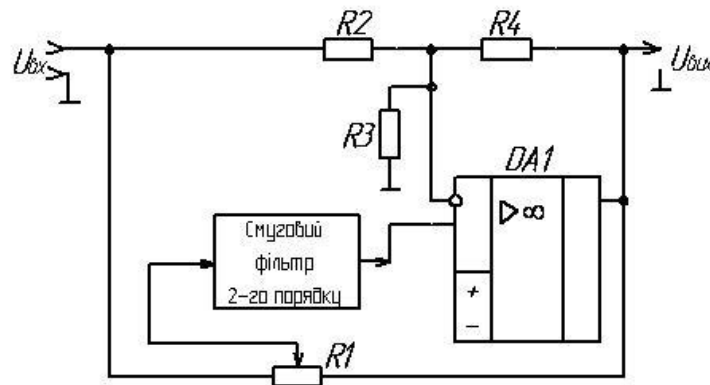 R2
R4
Uвх
Uвих
R3
DA1
▷∞
Смуговий
фільтр
2-го порядку
+
−
R1